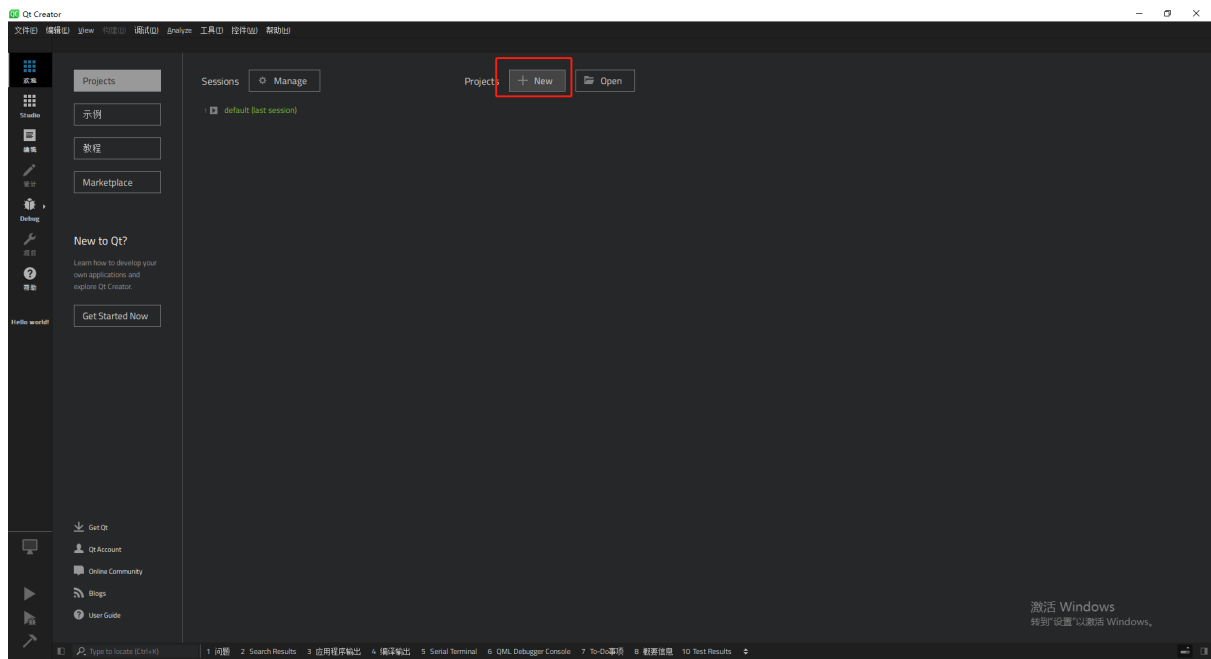 Qt Creator
文件(F) 编辑(E) View 构建(B) 调试(D) Analyze 工具(T) 控件(W) 帮助(H)
欢迎
Studio
编辑
设计
Debug
项目
帮助
Hello world!
Projects
示例
教程
Marketplace
New to Qt?
Learn how to develop your
own applications and
explore Qt Creator.
Get Started Now
Get Qt
Qt Account
Online Community
Blogs
User Guide
Sessions Manage
1 default (last session)
Projects New Open
激活 Windows
转到"设置"以激活 Windows。
Type to locate (Ctrl+K) 1 问题 2 Search Results 3 应用程序输出 4 编译输出 5 Serial Terminal 6 QML Debugger Console 7 To-Do事项 8 概要信息 10 Test Results